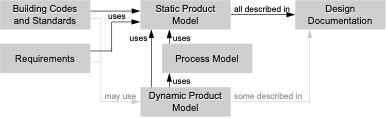 Building Codes
and Standards
uses
Static Product
Model
all described in
Design
Documentation
uses
uses
uses
Requirements
Process Model
uses
may use
Dynamic Product
Model
some described in